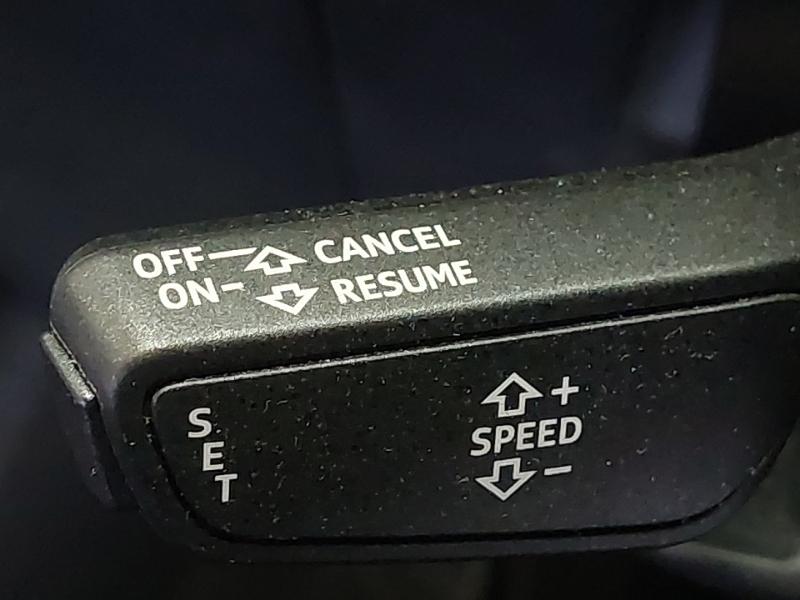 OFF CANCEL
ON RESUME
SET
+
SPEED
-